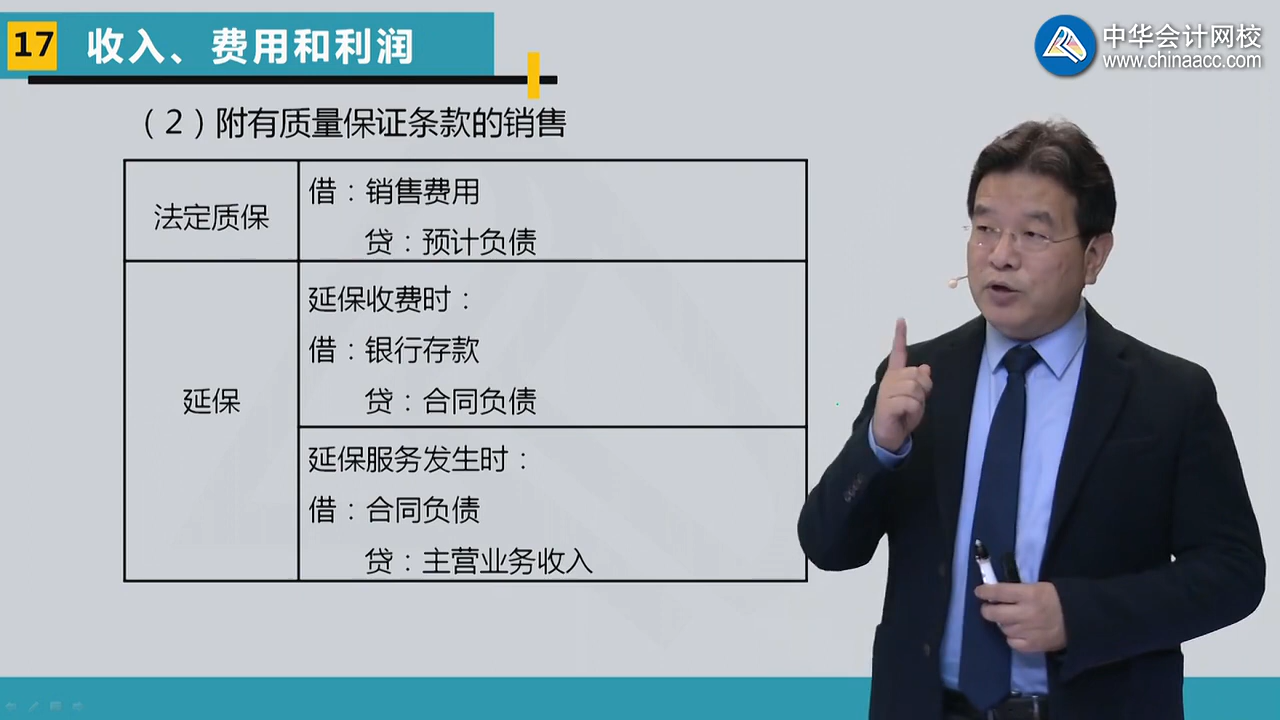 17 收入、费用和利润
中华会计网校
www.chinaacc.com
（2）附有质量保证条款的销售
法定质保
借：销售费用
贷：预计负债
延保
延保收费时：
借：银行存款
贷：合同负债
延保服务发生时：
借：合同负债
贷：主营业务收入